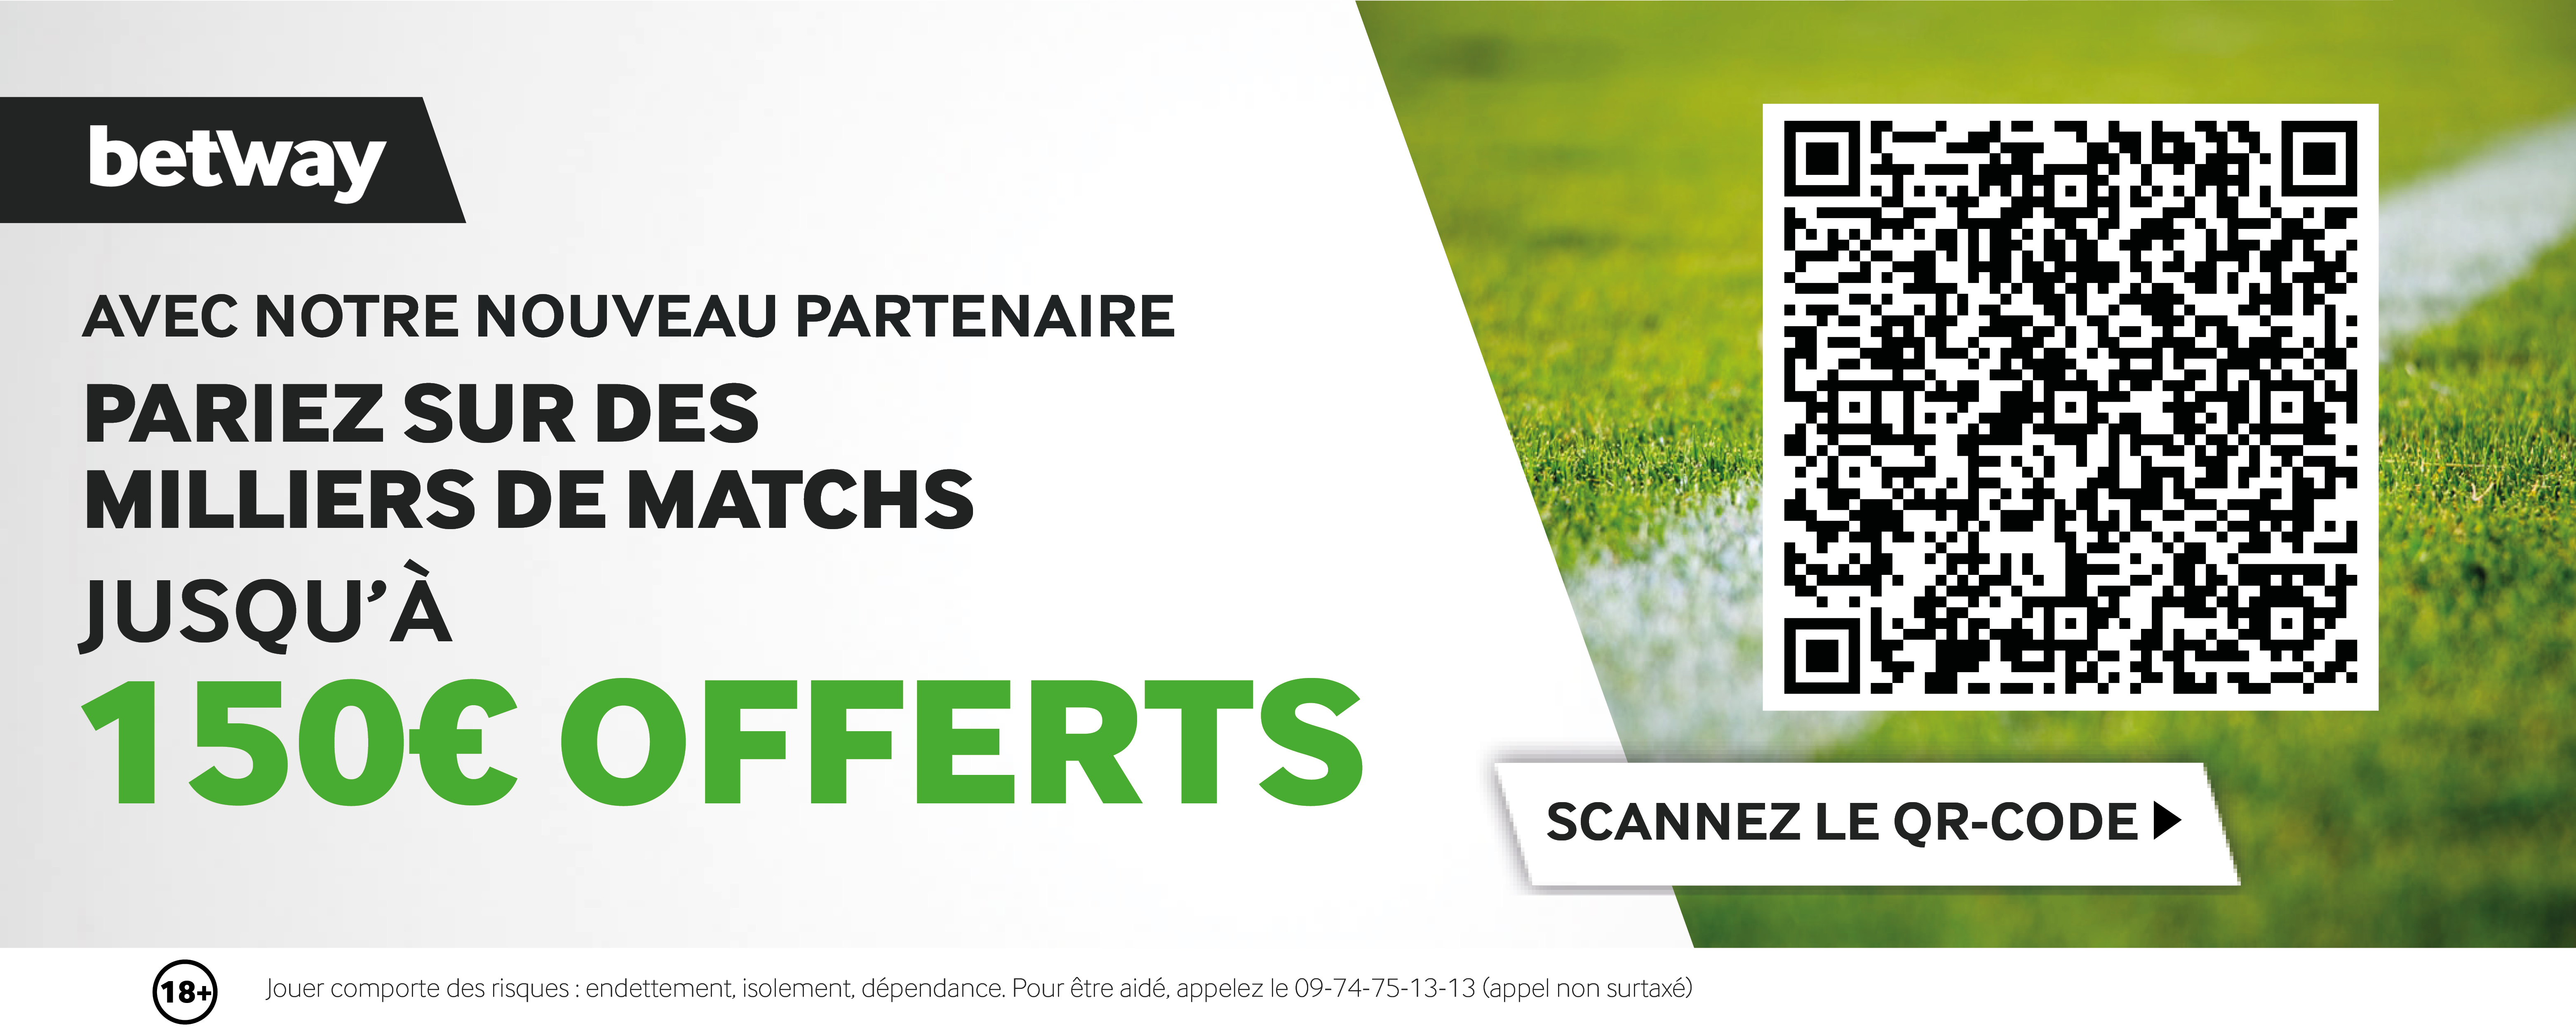 betway
AVEC NOTRE NOUVEAU PARTENAIRE
PARIEZ SUR DES
MILLIERS DE MATCHS
JUSQU’À
150€ OFFERTS
SCANNEZ LE QR-CODE
18+ Jouer comporte des risques : endettement, isolement, dépendance. Pour être aidé, appelez le 09-74-75-13-13 (appel non surtaxé)